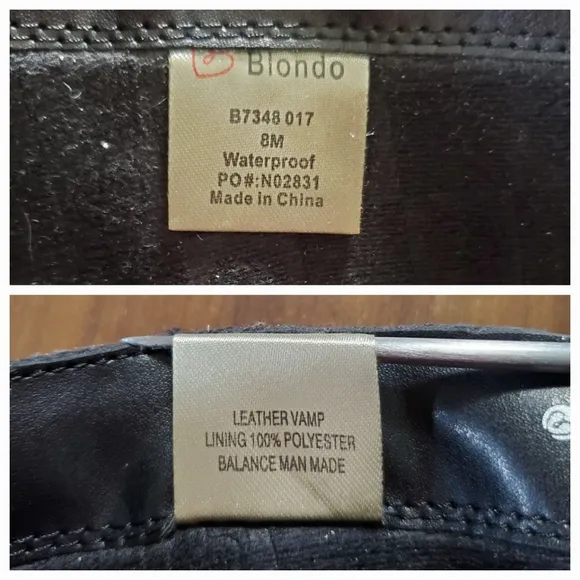 Blondo
B7348 017
8M
Waterproof
PO#:N02831
Made in China
LEATHER VAMP
LINING 100% POLYESTER
BALANCE MAN MADE